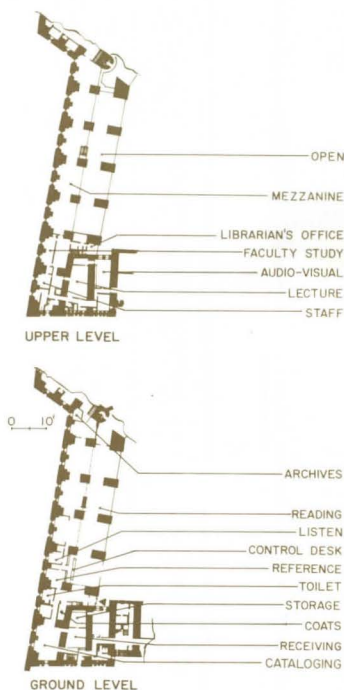 OPEN
MEZZANINE
LIBRARIAN'S OFFICE
FACULTY STUDY
AUDIO-VISUAL
LECTURE
STAFF
UPPER LEVEL
0 10'
ARCHIVES
READING
LISTEN
CONTROL DESK
REFERENCE
TOILET
STORAGE
COATS
RECEIVING
CATALOGING
GROUND LEVEL